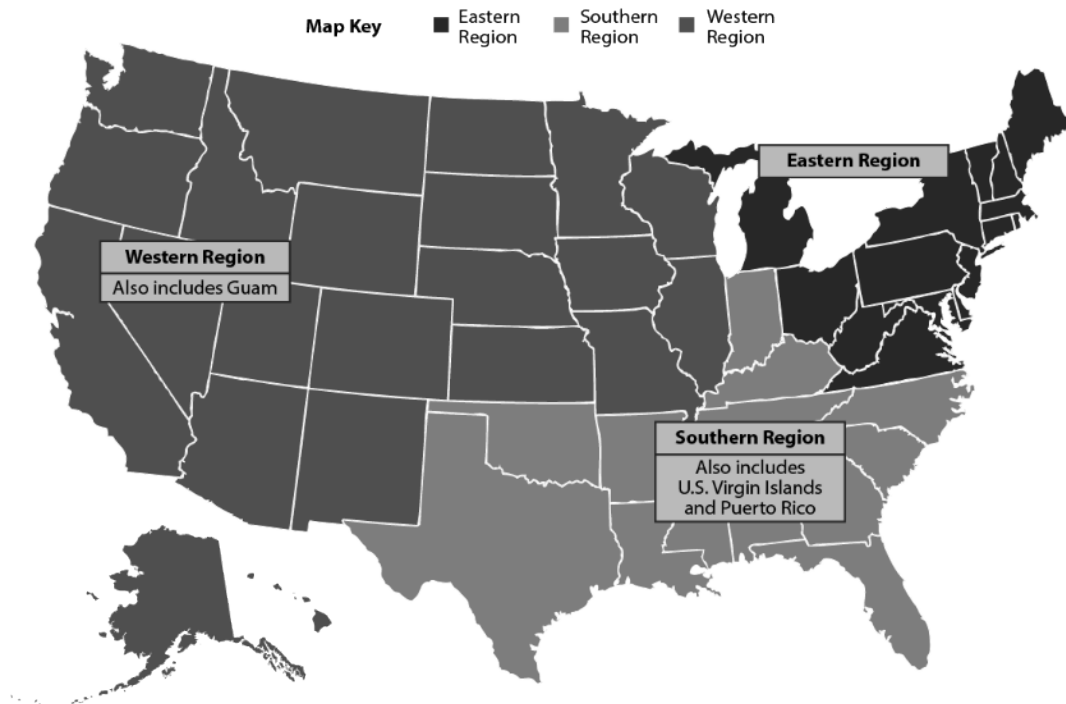 Map Key
Eastern
Region
Southern
Region
Western
Region
Eastern Region
Western Region
Also includes Guam
Southern Region
Also includes
U.S. Virgin Islands
and Puerto Rico